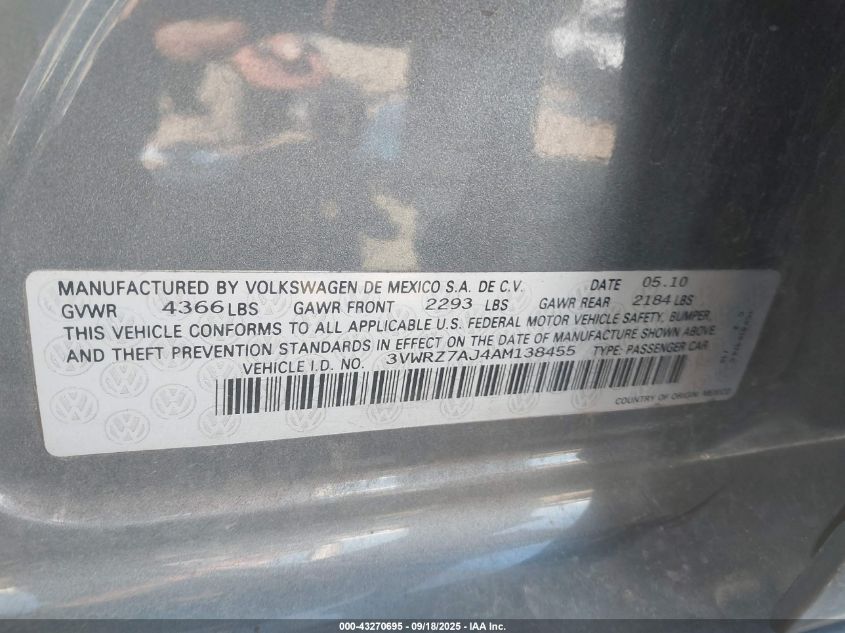 MANUFACTURED BY VOLKSWAGEN DE MEXICO S.A. DE C.V. DATE 05.10
GVWR 4366 LBS GAWR FRONT 2293 LBS GAWR REAR 2184 LBS
THIS VEHICLE CONFORMS TO ALL APPLICABLE U.S. FEDERAL MOTOR VEHICLE SAFETY, BUMPER,
AND THEFT PREVENTION STANDARDS IN EFFECT ON THE DATE OF MANUFACTURE SHOWN ABOVE
VEHICLE I.D. NO. 3VWRZ7AJ4AM138455 TYPE: PASSENGER CAR
COUNTRY OF ORIGIN: MEXICO
000-43270695 - 09/18/2025 - IAA Inc.